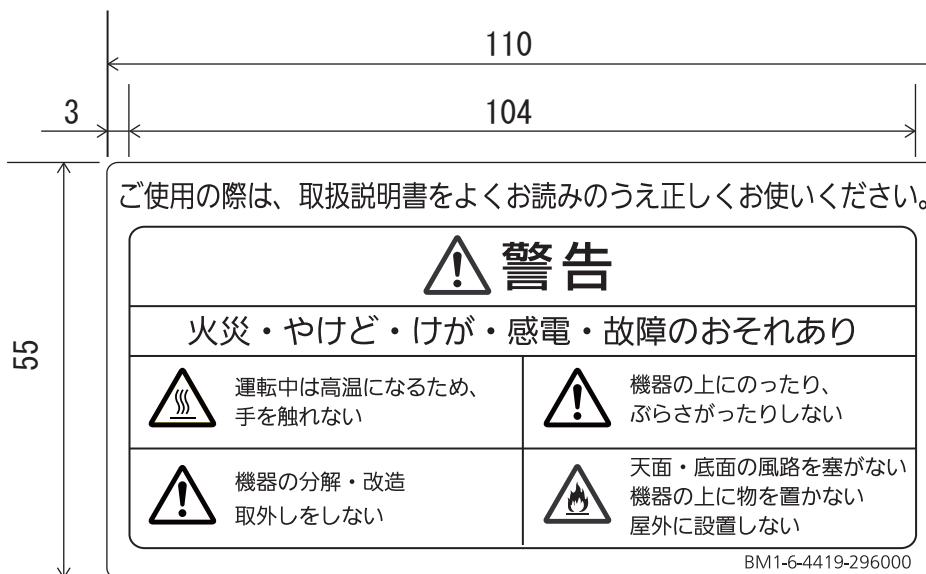 110
3
104
55
ご使用の際は、取扱説明書をよくお読みのうえ正しくお使いください。
警告
火災・やけど・けが・感電・故障のおそれあり
運転中は高温になるため、
手を触れない
機器の上にのったり、
ぶらさがったりしない
機器の分解・改造
取外しをしない
天面・底面の風路を塞がない
機器の上に物を置かない
屋外に設置しない
BM1-6-4419-296000